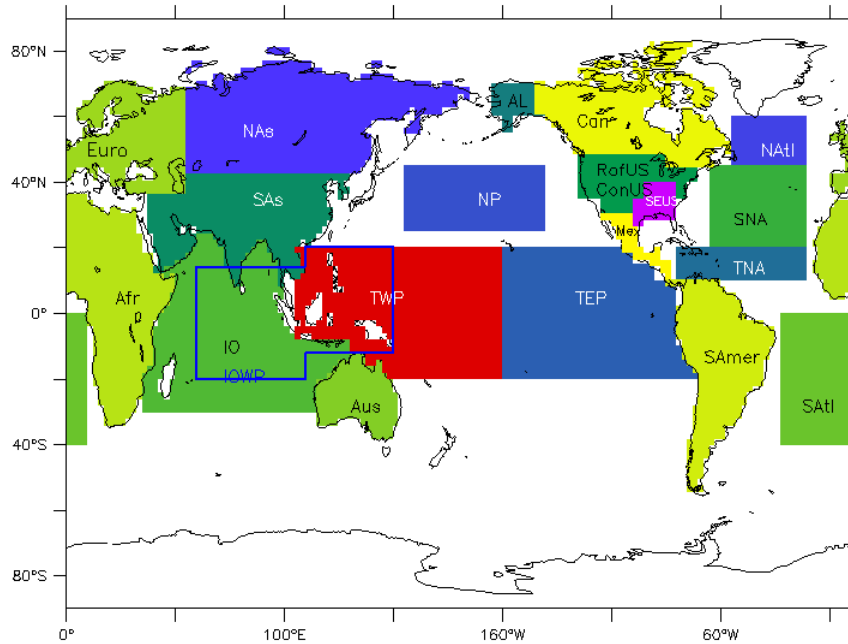 80°N
AL
Can
NAs
NAtl
Euro
RofUS
ConUS
40°N
SAs
NP
SEUS
SNA
Mex
TNA
Afr
TWP
TEP
0°
IO
SAmer
IOWP
Aus
SAtl
40°S
80°S
0°
100°E
160°W
60°W